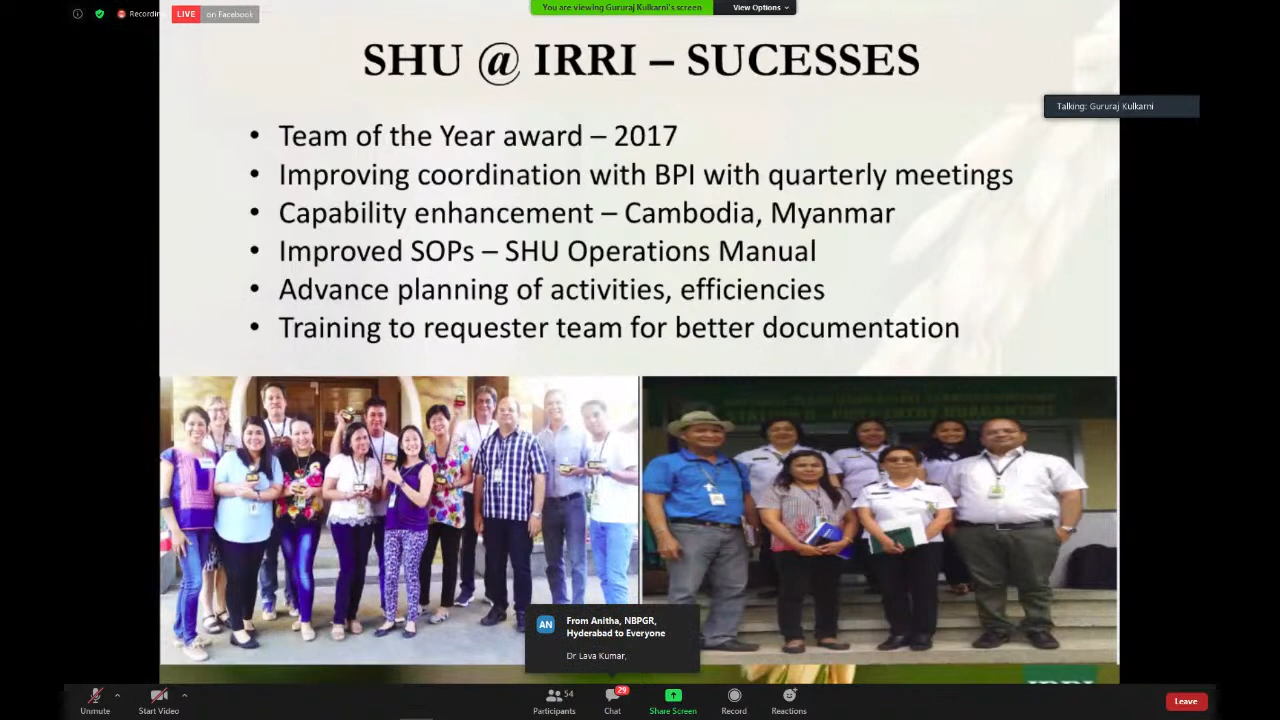 Recording
LIVE on Facebook
You are viewing Gururaj Kulkarni's screen
View Options
SHU @ IRRI – SUCESSES
Talking: Gururaj Kulkarni
• Team of the Year award – 2017
• Improving coordination with BPI with quarterly meetings
• Capability enhancement – Cambodia, Myanmar
• Improved SOPs – SHU Operations Manual
• Advance planning of activities, efficiencies
• Training to requester team for better documentation
AN
From Anitha, NBPGR,
Hyderabad to Everyone
Dr Lava Kumar,
IRRI
Unmute
Start Video
54
Participants
29
Chat
Share Screen
Record
Reactions
Leave